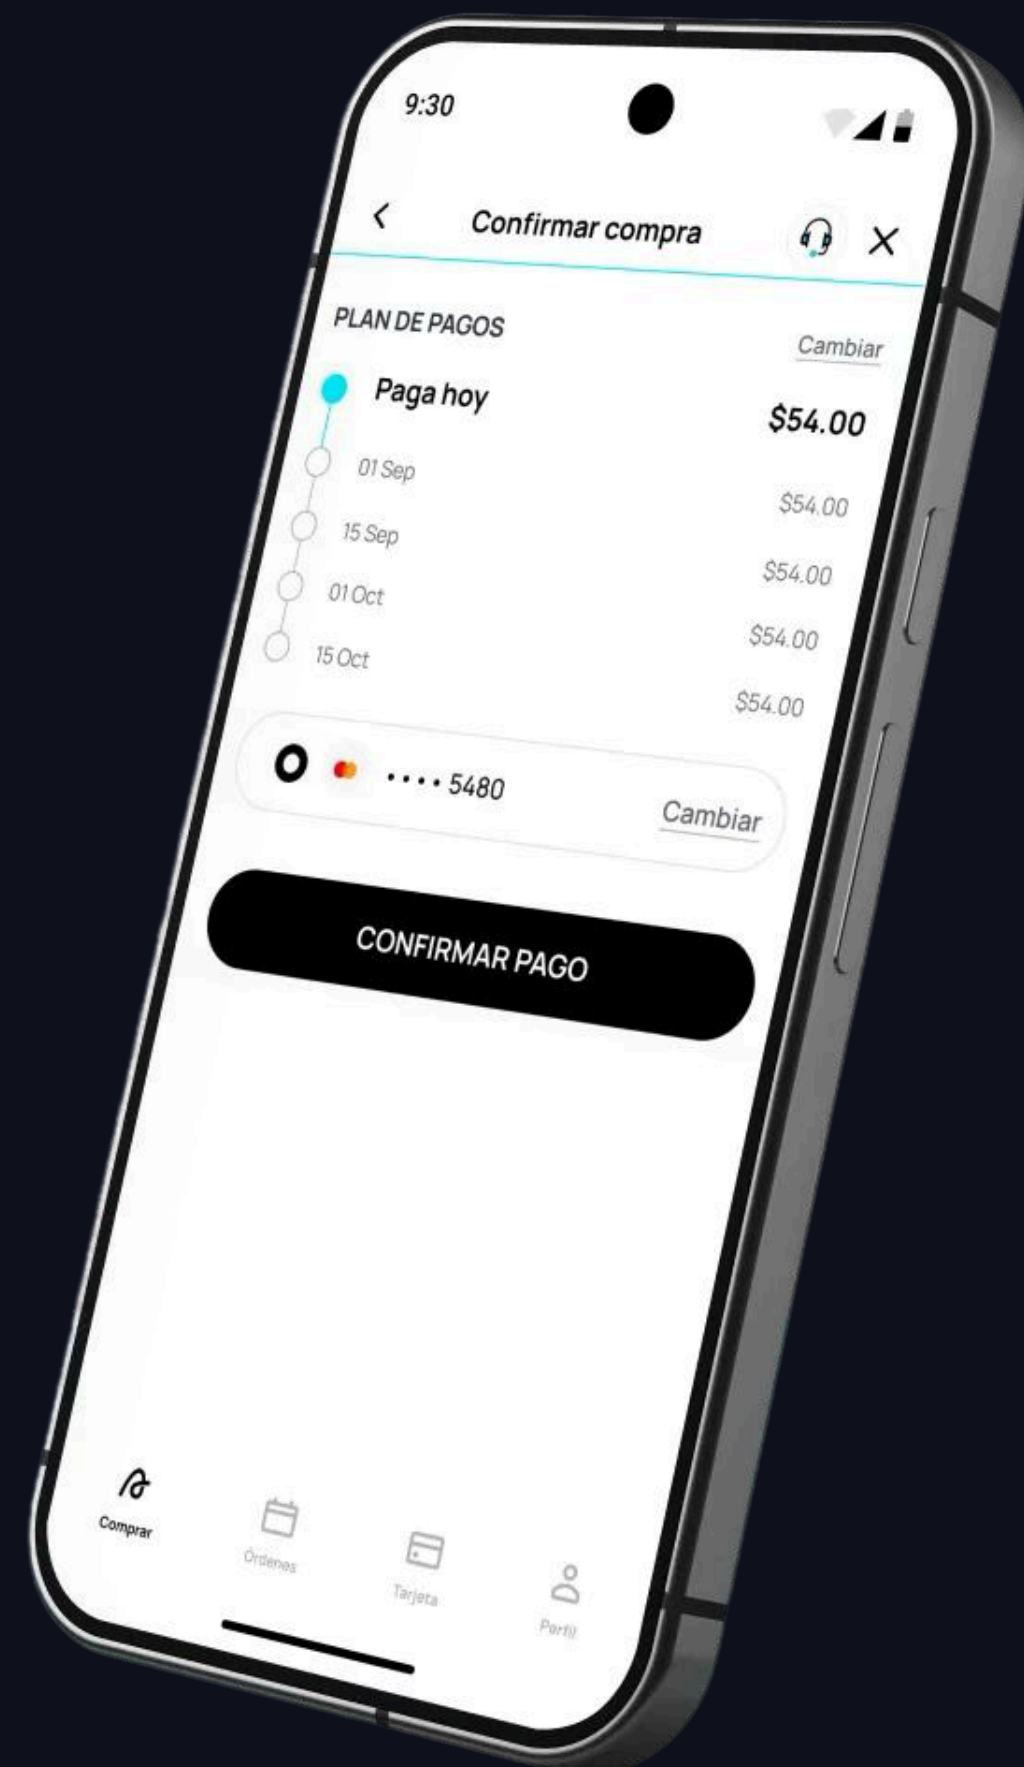 9:30
Confirmar compra
PLAN DE PAGOS
Cambiar
Paga hoy $54.00
01 Sep $54.00
15 Sep $54.00
01 Oct $54.00
15 Oct $54.00
•••• 5480 Cambiar
CONFIRMAR PAGO
Comprar Órdenes Tarjeta Perfil